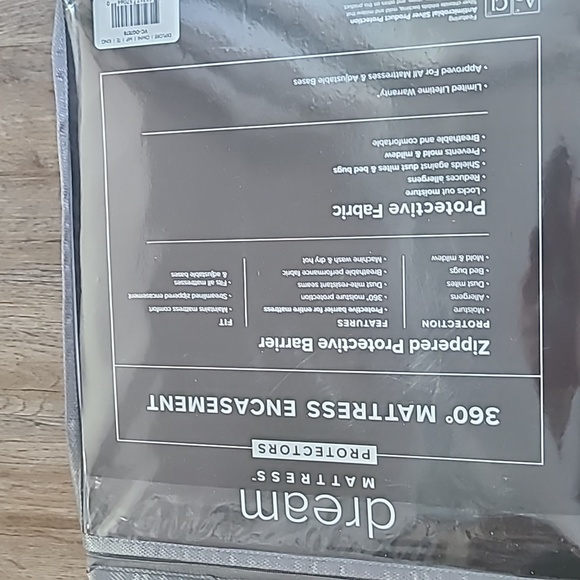 dream
MATTRESS™
PROTECTORS
360° MATTRESS ENCASEMENT
Zippered Protective Barrier
PROTECTION
• Moisture
• Allergens
• Dust mites
• Bed bugs
• Mold & mildew
FEATURES
• Protective barrier for entire mattress
• 360° moisture protection
• Dust-mite resistant seams
• Breathable performance fabric
• Machine wash & dry hot
FIT
Maintains mattress comfort
Streamlined zippered encasement
Fits all mattresses
& adjustable bases
Protective Fabric
• Locks out moisture
• Reduces allergens
• Shields against dust mites & bed bugs
• Prevents mold & mildew
• Breathable and comfortable
• Limited Lifetime Warranty*
• Approved For All Mattresses & Adjustable Bases
Featuring
Antimicrobial Silver Product Protection